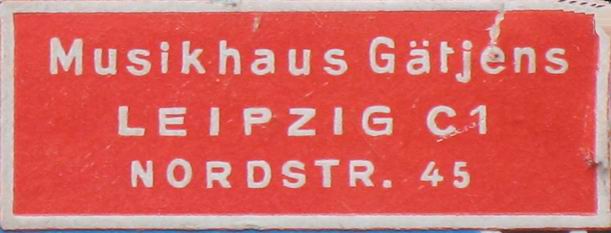 Musikhaus Gätjens
LEIPZIG C1
NORDSTR. 45